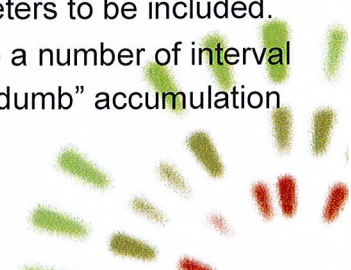 eters to be included.
a number of interval
dumb” accumulation